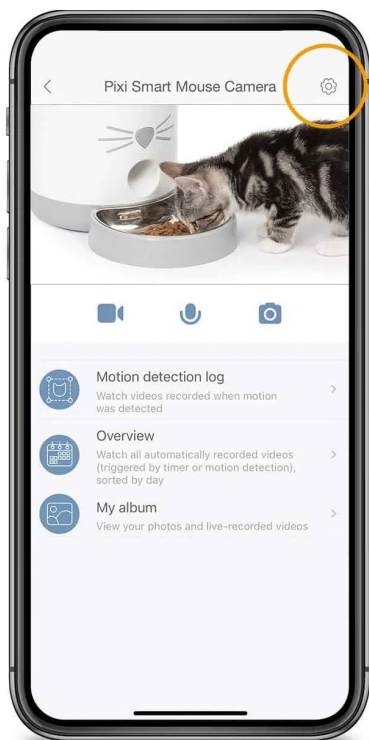 Pixi Smart Mouse Camera
Motion detection log
Watch videos recorded when motion
was detected
Overview
Watch all automatically recorded videos
(triggered by timer or motion detection),
sorted by day
My album
View your photos and live-recorded videos